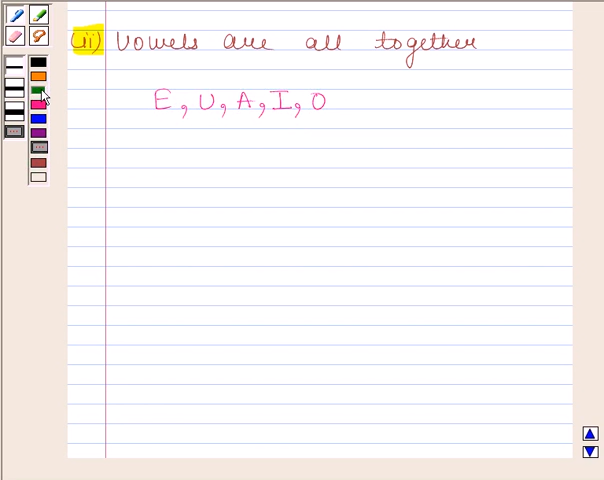 (ii) Vowels are all together
E, U, A, I, O